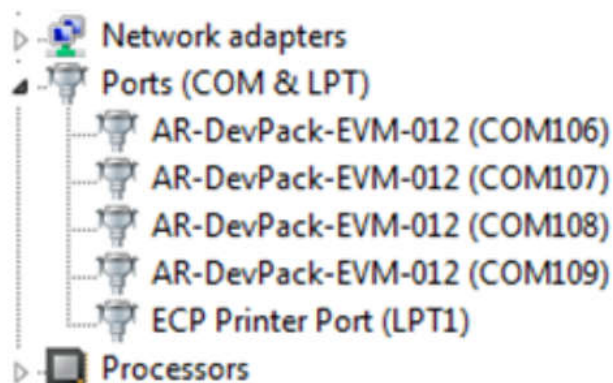 Network adapters
Ports (COM & LPT)
AR-DevPack-EVM-012 (COM106)
AR-DevPack-EVM-012 (COM107)
AR-DevPack-EVM-012 (COM108)
AR-DevPack-EVM-012 (COM109)
ECP Printer Port (LPT1)
Processors